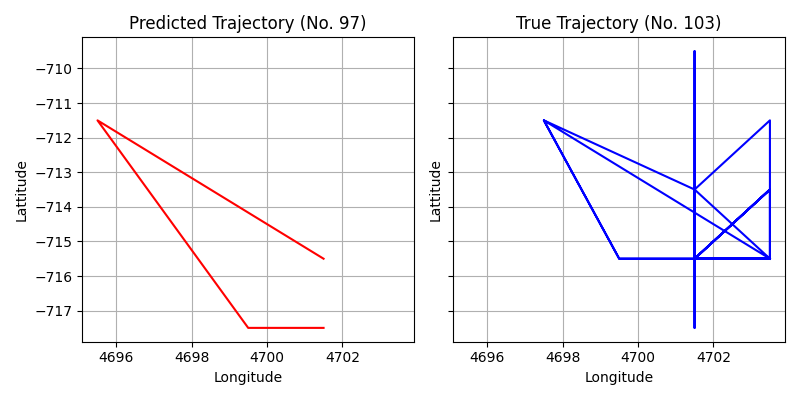 Predicted Trajectory (No. 97)
True Trajectory (No. 103)
−710
−711
−712
−713
−714
−715
−716
−717
Lattitude
Lattitude
4696
4698
4700
4702
4696
4698
4700
4702
Longitude
Longitude